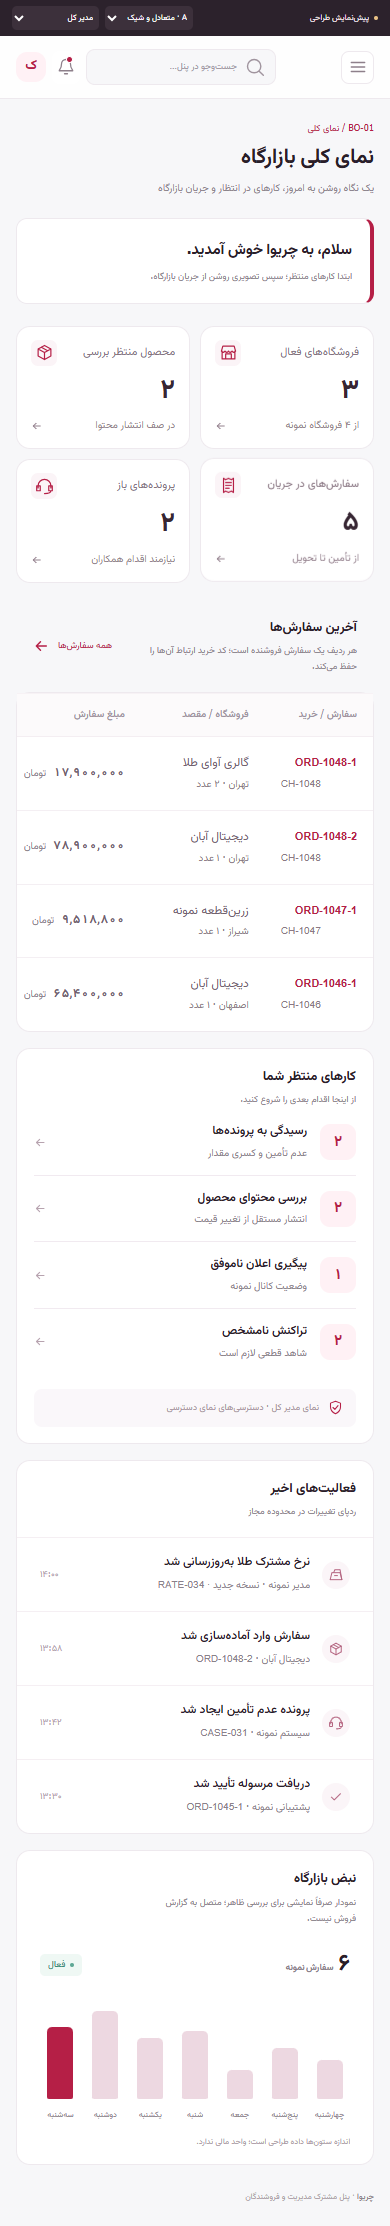 پیش‌نمایش طراحی
A · متعادل و شیک
مدیر کل
جست‌وجو در پنل...
ک
BO-01 / نمای کلی
نمای کلی بازارگاه
یک نگاه روشن به امروز، کارهای در انتظار و جریان بازارگاه
سلام، به چریوا خوش آمدید.
ابتدا کارهای منتظر؛ سپس تصویری روشن از جریان بازارگاه.
فروشگاه‌های فعال
۳
از ۴ فروشگاه نمونه
محصول منتظر بررسی
۲
در صف انتشار محتوا
سفارش‌های در جریان
۵
از تأمین تا تحویل
پرونده‌های باز
۲
نیازمند اقدام همکاران
آخرین سفارش‌ها
هر ردیف یک سفارش فروشنده است؛ کد خرید ارتباط آن‌ها را
حفظ می‌کند.
همه سفارش‌ها
سفارش / خرید
فروشگاه / مقصد
مبلغ سفارش
ORD-1048-1
گالری آوای طلا
۱۷,۹۰۰,۰۰۰ تومان
CH-1048
تهران · ۲ عدد
ORD-1048-2
دیجیتال آبان
۷۸,۹۰۰,۰۰۰ تومان
CH-1048
تهران · ۱ عدد
ORD-1047-1
زرین‌قطعه نمونه
۹,۵۱۸,۸۰۰ تومان
CH-1047
شیراز · ۱ عدد
ORD-1046-1
دیجیتال آبان
۶۵,۴۰۰,۰۰۰ تومان
CH-1046
اصفهان · ۱ عدد
کارهای منتظر شما
از اینجا اقدام بعدی را شروع کنید.
۲
رسیدگی به پرونده‌ها
عدم تأمین و کسری مقدار
۲
بررسی محتوای محصول
انتشار مستقل از تغییر قیمت
۱
پیگیری اعلان ناموفق
وضعیت کانال نمونه
۲
تراکنش نامشخص
شاهد قطعی لازم است
نمای مدیر کل · دسترسی‌های نمای دسترسی
فعالیت‌های اخیر
ردپای تغییرات در محدوده مجاز
نرخ مشترک طلا به‌روزرسانی شد
مدیر نمونه · نسخه جدید · RATE-034
۱۴:۰۰
سفارش وارد آماده‌سازی شد
دیجیتال آبان · ORD-1048-2
۱۳:۵۸
پرونده عدم تأمین ایجاد شد
سیستم نمونه · CASE-031
۱۳:۴۲
دریافت مرسوله تأیید شد
پشتیبانی نمونه · ORD-1045-1
۱۳:۳۰
نبض بازارگاه
نمودار صرفاً نمایشی برای بررسی ظاهر؛ متصل به گزارش
فروش نیست.
۶ سفارش نمونه
فعال
چهارشنبه
پنج‌شنبه
جمعه
شنبه
یکشنبه
دوشنبه
سه‌شنبه
اندازه ستون‌ها داده طراحی است؛ واحد مالی ندارد.
چریوا · پنل مشترک مدیریت و فروشندگان